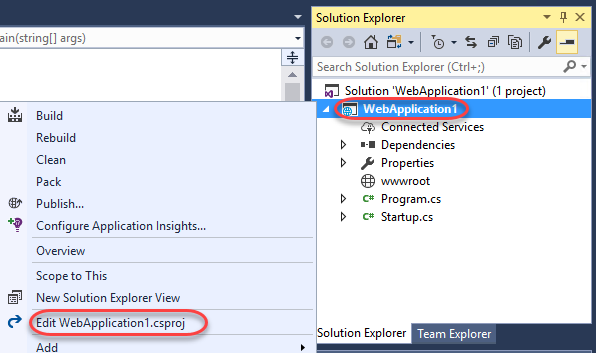 ain(string[] args)
Build
Rebuild
Clean
Pack
Publish...
Configure Application Insights...
Overview
Scope to This
New Solution Explorer View
Edit WebApplication1.csproj
Add
Solution Explorer
Search Solution Explorer (Ctrl+;)
Solution 'WebApplication1' (1 project)
WebApplication1
Connected Services
Dependencies
Properties
wwwroot
C# Program.cs
C# Startup.cs
Solution Explorer Team Explorer